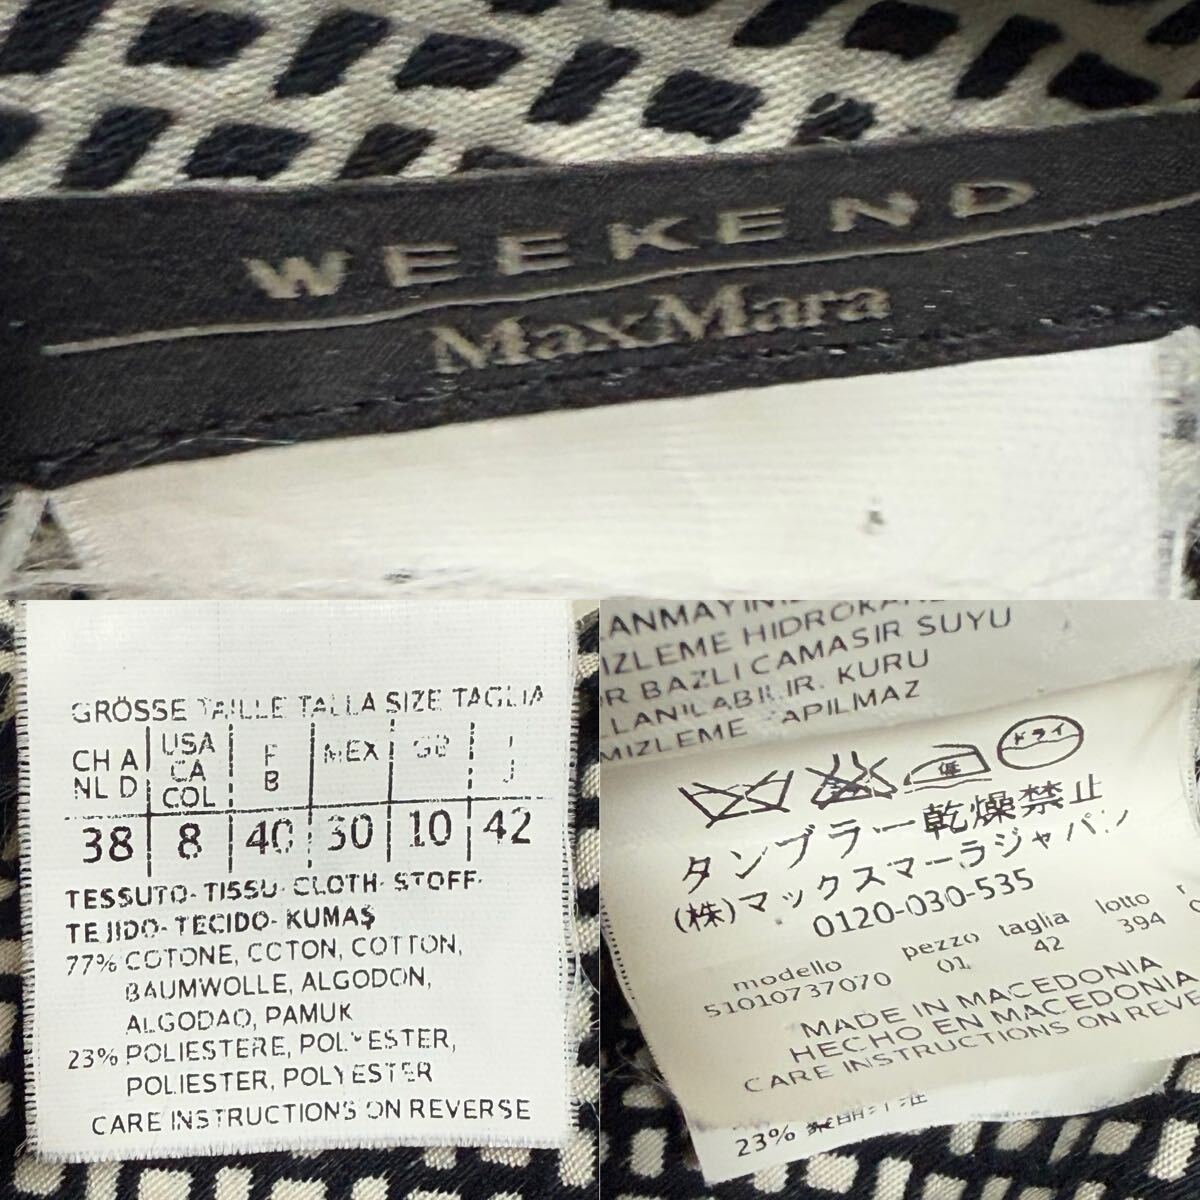 WEEKEND
MaxMara
GRÖSSE TAILLE TALLA SIZE TAGLIA
CH A USA F MEX GB I
NL D CA B J
COL
38 8 40 30 10 42
TESSUTO- TISSU- CLOTH- STOFF-
TEJIDO- TECIDO- KUMAŞ
77% COTONE, COTON, COTTON,
BAUMWOLLE, ALGODON,
ALGODAO, PAMUK
23% POLIESTERE, POLYESTER,
POLIESTER, POLYESTER
CARE INSTRUCTIONS ON REVERSE
MIZLEME HIDROKAR
BAZLI CAMASIR SUYU
KURU
MIZLEME YAPILMAZ
低 ドライ
タンブラー乾燥禁止
(株)マックスマーラジャパン
0120-030-535
modello pezzo taglia lotto
51010737070 01 42 394
MADE IN MACEDONIA
HECHO EN MACEDONIA
CARE INSTRUCTIONS ON REVE
23%